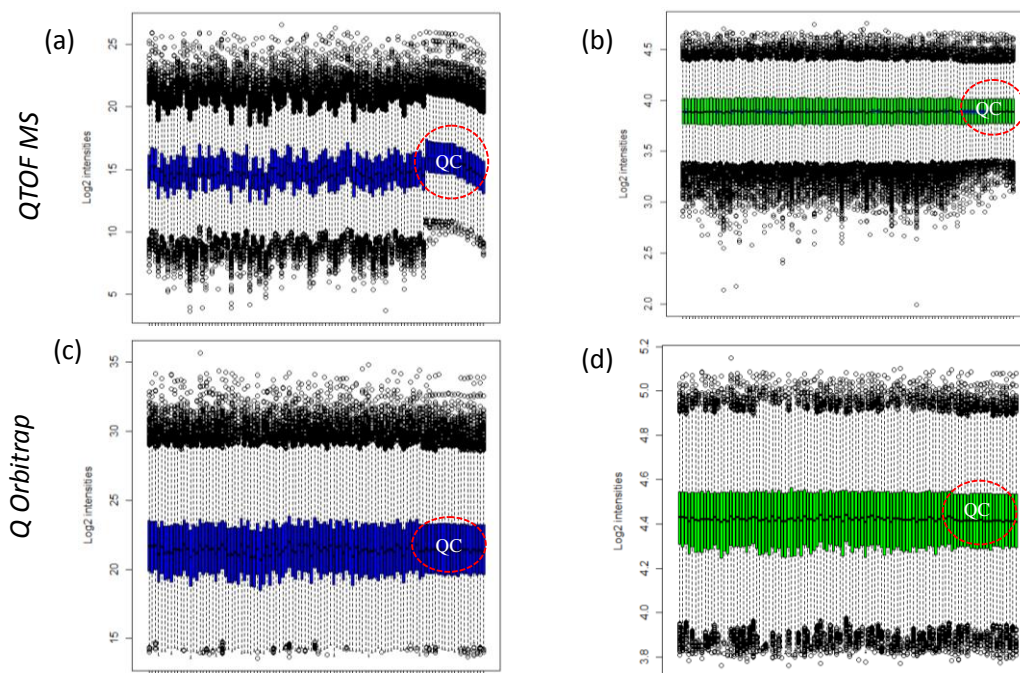 QTOF MS
(a)
Log2 intensities
25
20
15
10
5
QC
(b)
Log2 intensities
4.5
4.0
3.5
3.0
2.5
2.0
QC
Q Orbitrap
(c)
Log2 intensities
35
30
25
20
15
QC
(d)
Log2 intensities
5.2
5.0
4.8
4.6
4.4
4.2
4.0
3.8
QC